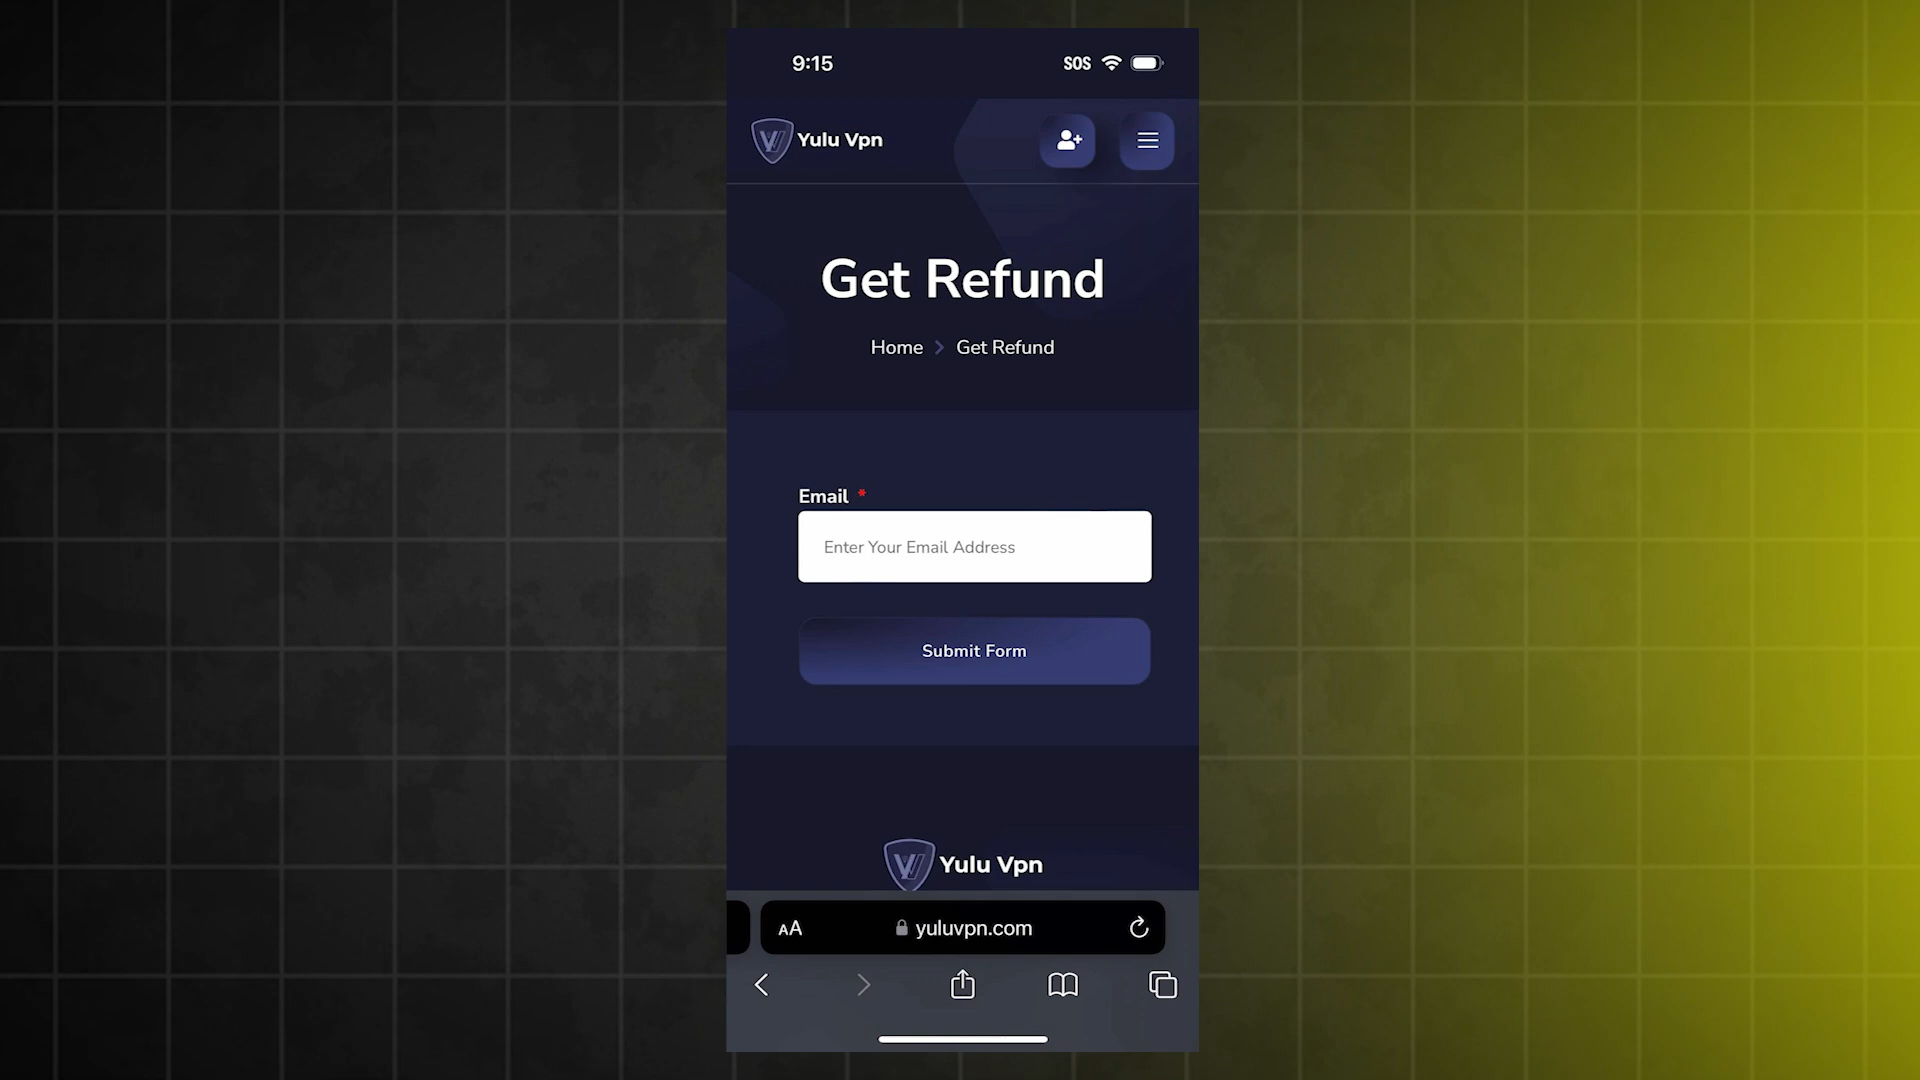 9:15 SOS
Yulu Vpn
Get Refund
Home > Get Refund
Email *
Enter Your Email Address
Submit Form
Yulu Vpn
AA yuluvpn.com